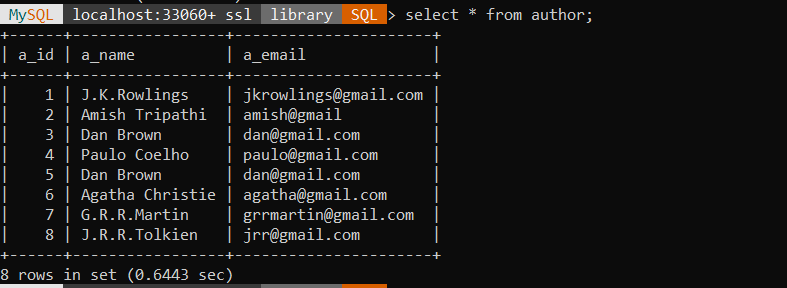 MySQL localhost:33060+ ssl library SQL > select * from author;
+------+-----------------+---------------------+
| a_id | a_name          | a_email             |
+------+-----------------+---------------------+
|    1 | J.K.Rowlings    | jkrowlings@gmail.com |
|    2 | Amish Tripathi  | amish@gmail         |
|    3 | Dan Brown       | dan@gmail.com       |
|    4 | Paulo Coelho    | paulo@gmail.com     |
|    5 | Dan Brown       | dan@gmail.com       |
|    6 | Agatha Christie | agatha@gmail.com    |
|    7 | G.R.R.Martin    | grrmartin@gmail.com |
|    8 | J.R.R.Tolkien   | jrr@gmail.com       |
+------+-----------------+---------------------+
8 rows in set (0.6443 sec)